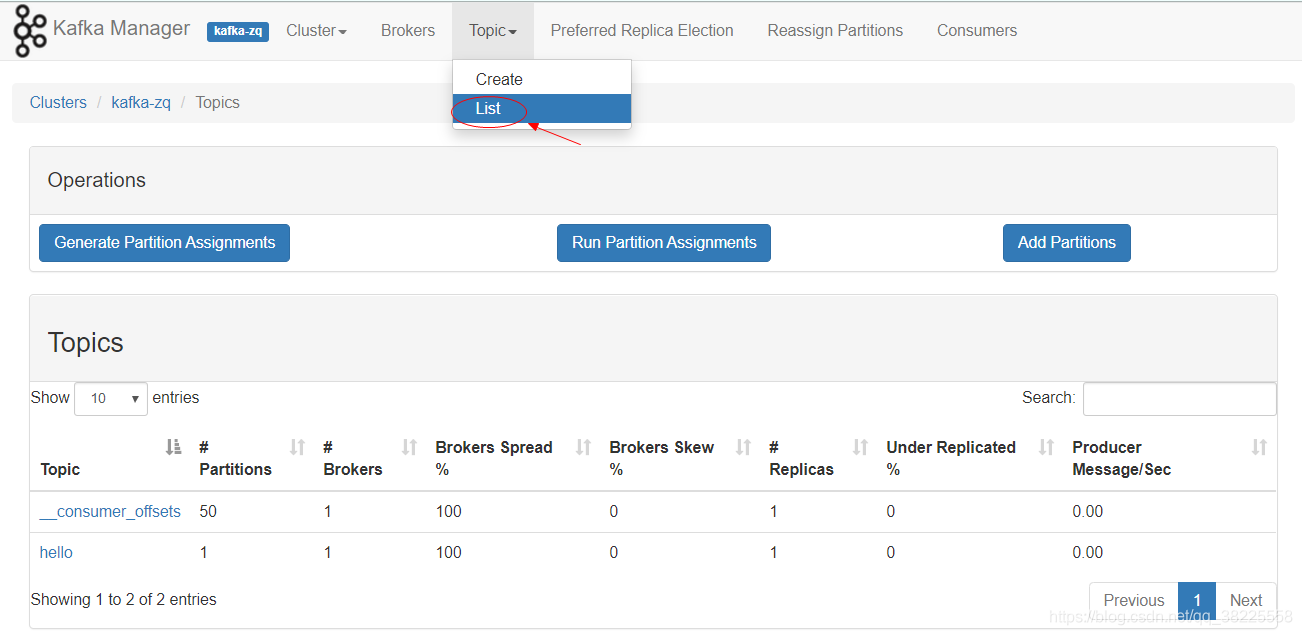 Kafka Manager kafka-zq Cluster Brokers Topic Preferred Replica Election Reassign Partitions Consumers
Create
List
Clusters / kafka-zq / Topics
Operations
Generate Partition Assignments Run Partition Assignments Add Partitions
Topics
Show 10 entries Search:
Topic # Partitions # Brokers Brokers Spread % Brokers Skew % # Replicas Under Replicated % Producer Message/Sec
__consumer_offsets 50 1 100 0 1 0 0.00
hello 1 1 100 0 1 0 0.00
Showing 1 to 2 of 2 entries Previous 1 Next
https://blog.csdn.net/qq_38225558